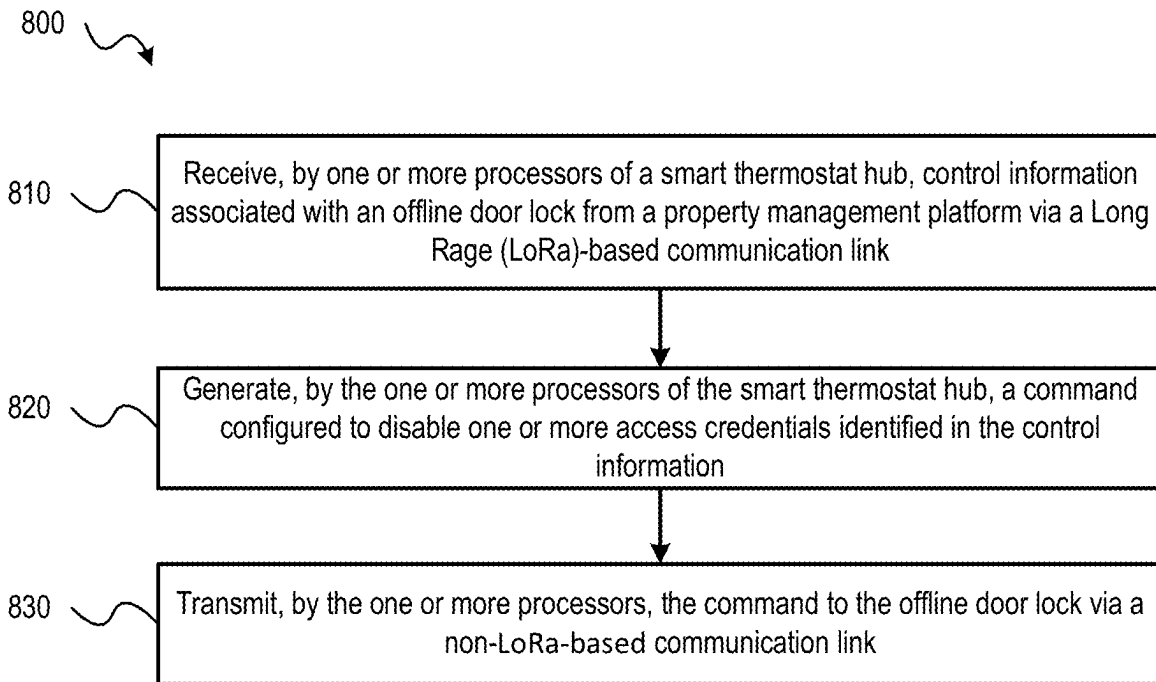 800
810
Receive, by one or more processors of a smart thermostat hub, control information
associated with an offline door lock from a property management platform via a Long
Rage (LoRa)-based communication link
820
Generate, by the one or more processors of the smart thermostat hub, a command
configured to disable one or more access credentials identified in the control
information
830
Transmit, by the one or more processors, the command to the offline door lock via a
non-LoRa-based communication link